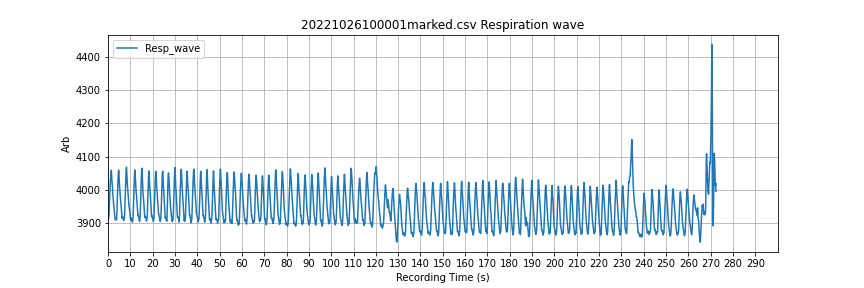 20221026100001marked.csv Respiration wave
Resp_wave
4400
4300
4200
4100
4000
3900
Arb
0 10 20 30 40 50 60 70 80 90 100 110 120 130 140 150 160 170 180 190 200 210 220 230 240 250 260 265 270 280 290
Recording Time (s)